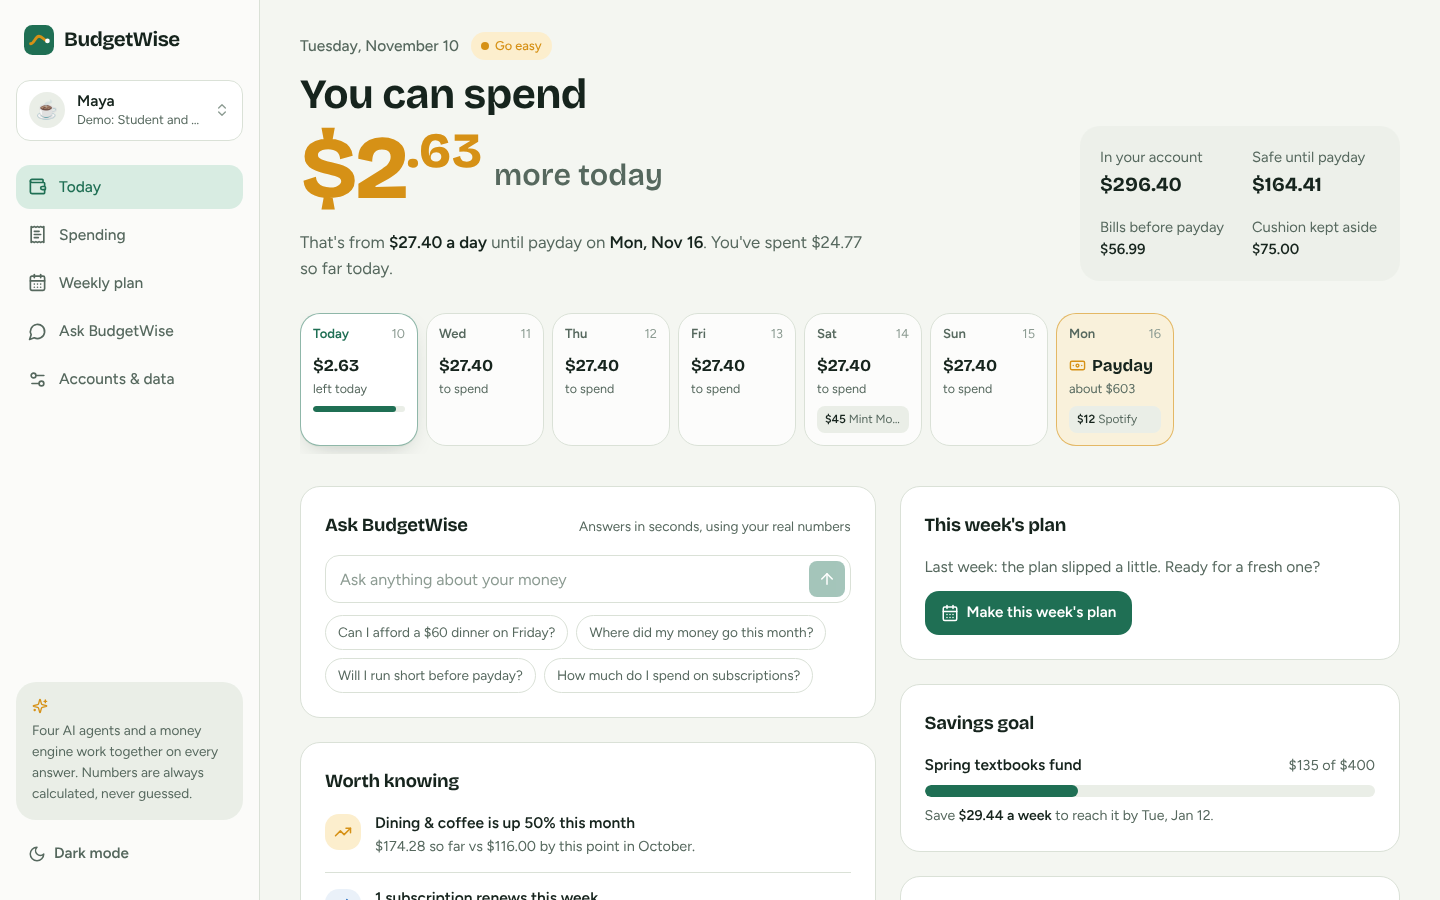 BudgetWise
Maya
Demo: Student and ...
Today
Spending
Weekly plan
Ask BudgetWise
Accounts & data
Four AI agents and a money
engine work together on every
answer. Numbers are always
calculated, never guessed.
Dark mode
Tuesday, November 10
Go easy
You can spend
$2.63 more today
That's from $27.40 a day until payday on Mon, Nov 16. You've spent $24.77
so far today.
In your account
$296.40
Safe until payday
$164.41
Bills before payday
$56.99
Cushion kept aside
$75.00
Today 10
$2.63
left today
Wed 11
$27.40
to spend
Thu 12
$27.40
to spend
Fri 13
$27.40
to spend
Sat 14
$27.40
to spend
$45 Mint Mo...
Sun 15
$27.40
to spend
Mon 16
Payday
about $603
$12 Spotify
Ask BudgetWise
Answers in seconds, using your real numbers
Ask anything about your money
Can I afford a $60 dinner on Friday?
Where did my money go this month?
Will I run short before payday?
How much do I spend on subscriptions?
Worth knowing
Dining & coffee is up 50% this month
$174.28 so far vs $116.00 by this point in October.
1 subscription renews this week
This week's plan
Last week: the plan slipped a little. Ready for a fresh one?
Make this week's plan
Savings goal
Spring textbooks fund
$135 of $400
Save $29.44 a week to reach it by Tue, Jan 12.